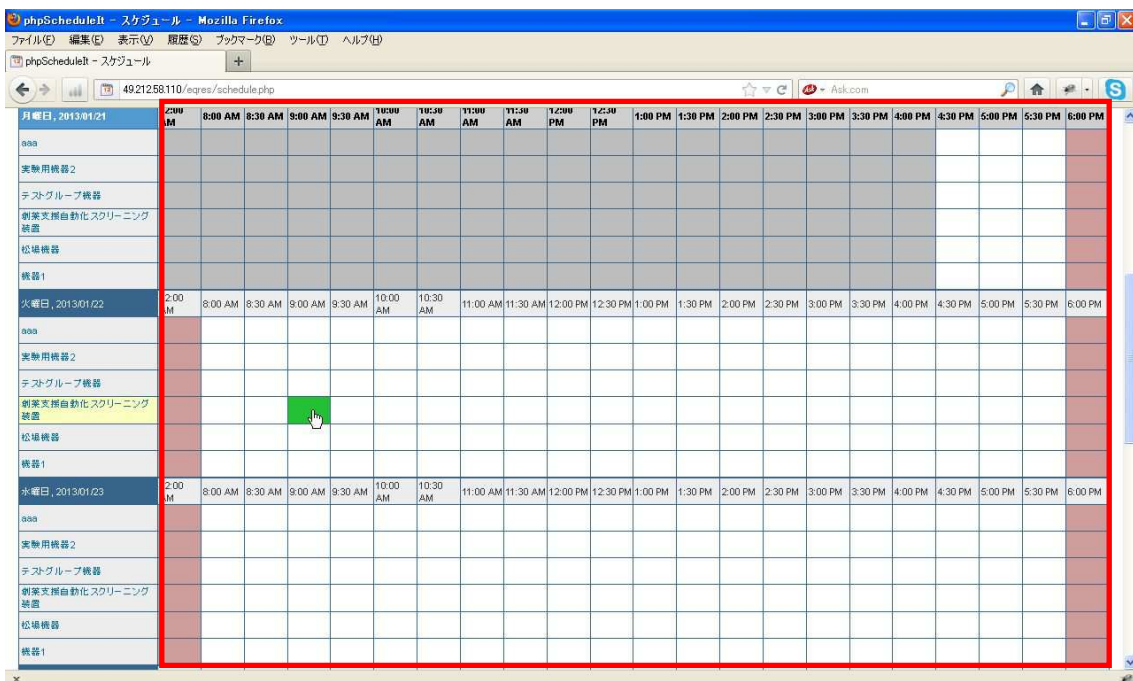 phpScheduleIt - スケジュール - Mozilla Firefox
ファイル(F) 編集(E) 表示(V) 履歴(S) ブックマーク(B) ツール(T) ヘルプ(H)
phpScheduleIt - スケジュール +
49.212.58.110/eqres/schedule.php Ask.com
月曜日, 2013/01/21 2:00 AM 8:00 AM 8:30 AM 9:00 AM 9:30 AM 10:00 AM 10:30 AM 11:00 AM 11:30 AM 12:00 PM 12:30 PM 1:00 PM 1:30 PM 2:00 PM 2:30 PM 3:00 PM 3:30 PM 4:00 PM 4:30 PM 5:00 PM 5:30 PM 6:00 PM
aaa
実験用機器2
テストグループ機器
創薬支援自動化スクリーニング
装置
松場機器
機器1
火曜日, 2013/01/22 2:00 AM 8:00 AM 8:30 AM 9:00 AM 9:30 AM 10:00 AM 10:30 AM 11:00 AM 11:30 AM 12:00 PM 12:30 PM 1:00 PM 1:30 PM 2:00 PM 2:30 PM 3:00 PM 3:30 PM 4:00 PM 4:30 PM 5:00 PM 5:30 PM 6:00 PM
aaa
実験用機器2
テストグループ機器
創薬支援自動化スクリーニング
装置
松場機器
機器1
水曜日, 2013/01/23 2:00 AM 8:00 AM 8:30 AM 9:00 AM 9:30 AM 10:00 AM 10:30 AM 11:00 AM 11:30 AM 12:00 PM 12:30 PM 1:00 PM 1:30 PM 2:00 PM 2:30 PM 3:00 PM 3:30 PM 4:00 PM 4:30 PM 5:00 PM 5:30 PM 6:00 PM
aaa
実験用機器2
テストグループ機器
創薬支援自動化スクリーニング
装置
松場機器
機器1